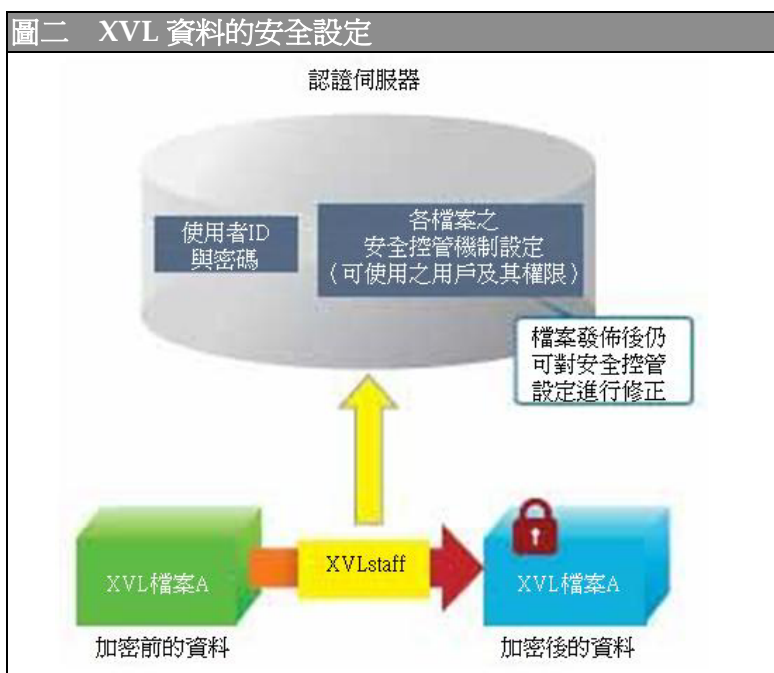 圖二 XVL 資料的安全設定
認證伺服器
使用者ID
與密碼
各檔案之
安全控管機制設定
(可使用之用戶及其權限)
檔案發佈後仍
可對安全控管
設定進行修正
XVL檔案A
XVLstaff
XVL檔案A
加密前的資料
加密後的資料